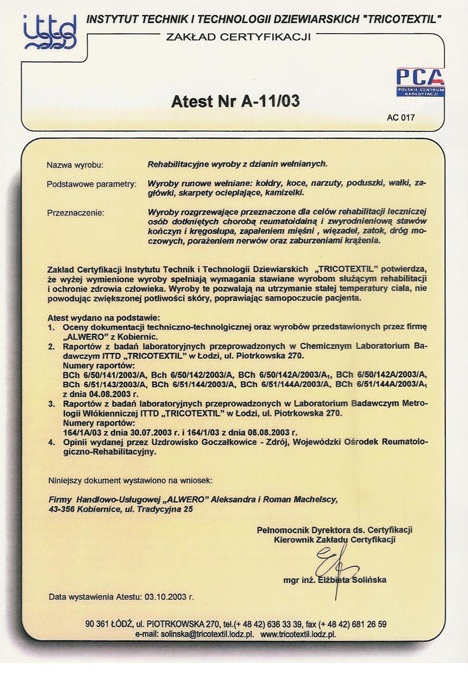 ittd
INSTYTUT TECHNIK I TECHNOLOGII DZIEWIARSKICH "TRICOTEXTIL"
ZAKŁAD CERTYFIKACJI
PCA
POLSKIE CENTRUM
AKREDYTACJI
AC 017
Atest Nr A-11/03
Nazwa wyrobu: Rehabilitacyjne wyroby z dzianin wełnianych.
Podstawowe parametry: Wyroby runowe wełniane: kołdry, koce, narzuty, poduszki, wałki, za-
główki, skarpety ocieplające, kamizelki.
Przeznaczenie: Wyroby rozgrzewające przeznaczone dla celów rehabilitacji leczniczej
osób dotkniętych chorobą reumatoidalną i zwyrodnieniową stawów
kończyn i kręgosłupa, zapaleniem mięśni , więzadeł, zatok, dróg mo-
czowych, porażeniem nerwów oraz zaburzeniami krążenia.
Zakład Certyfikacji Instytutu Technik i Technologii Dziewiarskich „TRICOTEXTIL" potwierdza,
że wyżej wymienione wyroby spełniają wymagania stawiane wyrobom służącym rehabilitacji
i ochronie zdrowia człowieka. Wyroby te pozwalają na utrzymanie stałej temperatury ciała, nie
powodując zwiększonej potliwości skóry, poprawiając samopoczucie pacjenta.
Atest wydano na podstawie:
1. Oceny dokumentacji techniczno-technologicznej oraz wyrobów przedstawionych przez firmę
„ALWERO" z Kobiernic.
2. Raportów z badań laboratoryjnych przeprowadzonych w Chemicznym Laboratorium Ba-
dawczym ITTD „TRICOTEXTIL" w Łodzi, ul. Piotrkowska 270.
Numery raportów:
BCh 6/50/141/2003/A, Bch 6/50/142/2003/A, BCh 6/50/142A/2003/A₁, BCh 6/50/142A/2003/A,
BCh 6/51/143/2003/A, BCh 6/51/144/2003/A, BCh 6/51/144A/2003/A, BCh 6/51/144A/2003/A₁
z dnia 04.08.2003 r.
3. Raportów z badań laboratoryjnych przeprowadzonych w Laboratorium Badawczym Metro-
logii Włókienniczej ITTD „TRICOTEXTIL" w Łodzi, ul. Piotrkowska 270.
Numery raportów:
164/1A/03 z dnia 30.07.2003 r. i 164/1/03 z dnia 08.08.2003 r.
4. Opinii wydanej przez Uzdrowisko Goczałkowice - Zdrój, Wojewódzki Ośrodek Reumatolo-
giczno-Rehabilitacyjny.
Niniejszy dokument wystawiono na wniosek:
Firmy Handlowo-Usługowej „ALWERO" Aleksandra i Roman Machelscy,
43-356 Kobiernice, ul. Tradycyjna 25
Pełnomocnik Dyrektora ds. Certyfikacji
Kierownik Zakładu Certyfikacji
mgr inż. Elżbieta Solińska
Data wystawienia Atestu: 03.10.2003 r.
90 361 ŁÓDŹ, ul. PIOTRKOWSKA 270, tel.(+ 48 42) 636 33 39, fax (+ 48 42) 681 26 59
e-mail: solinska@tricotextil.lodz.pl www.tricotextil.lodz.pl